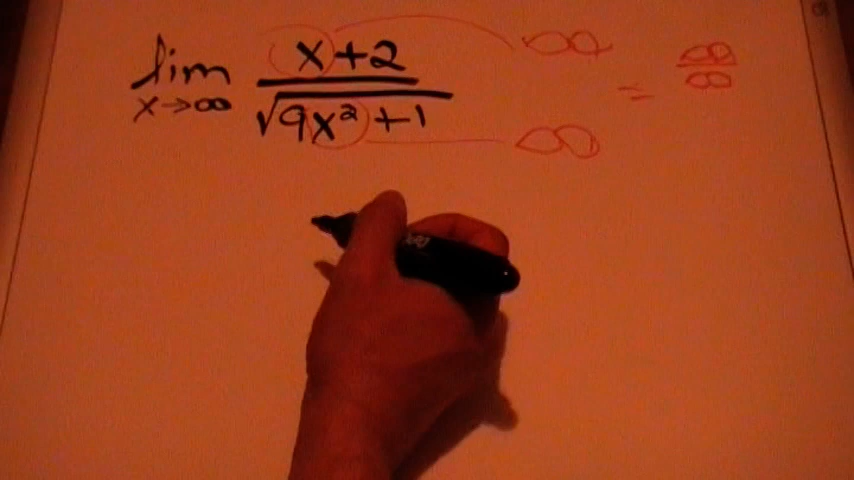 lim x→∞ x+2 / √9x²+1 ∞ ∞ = ∞/∞